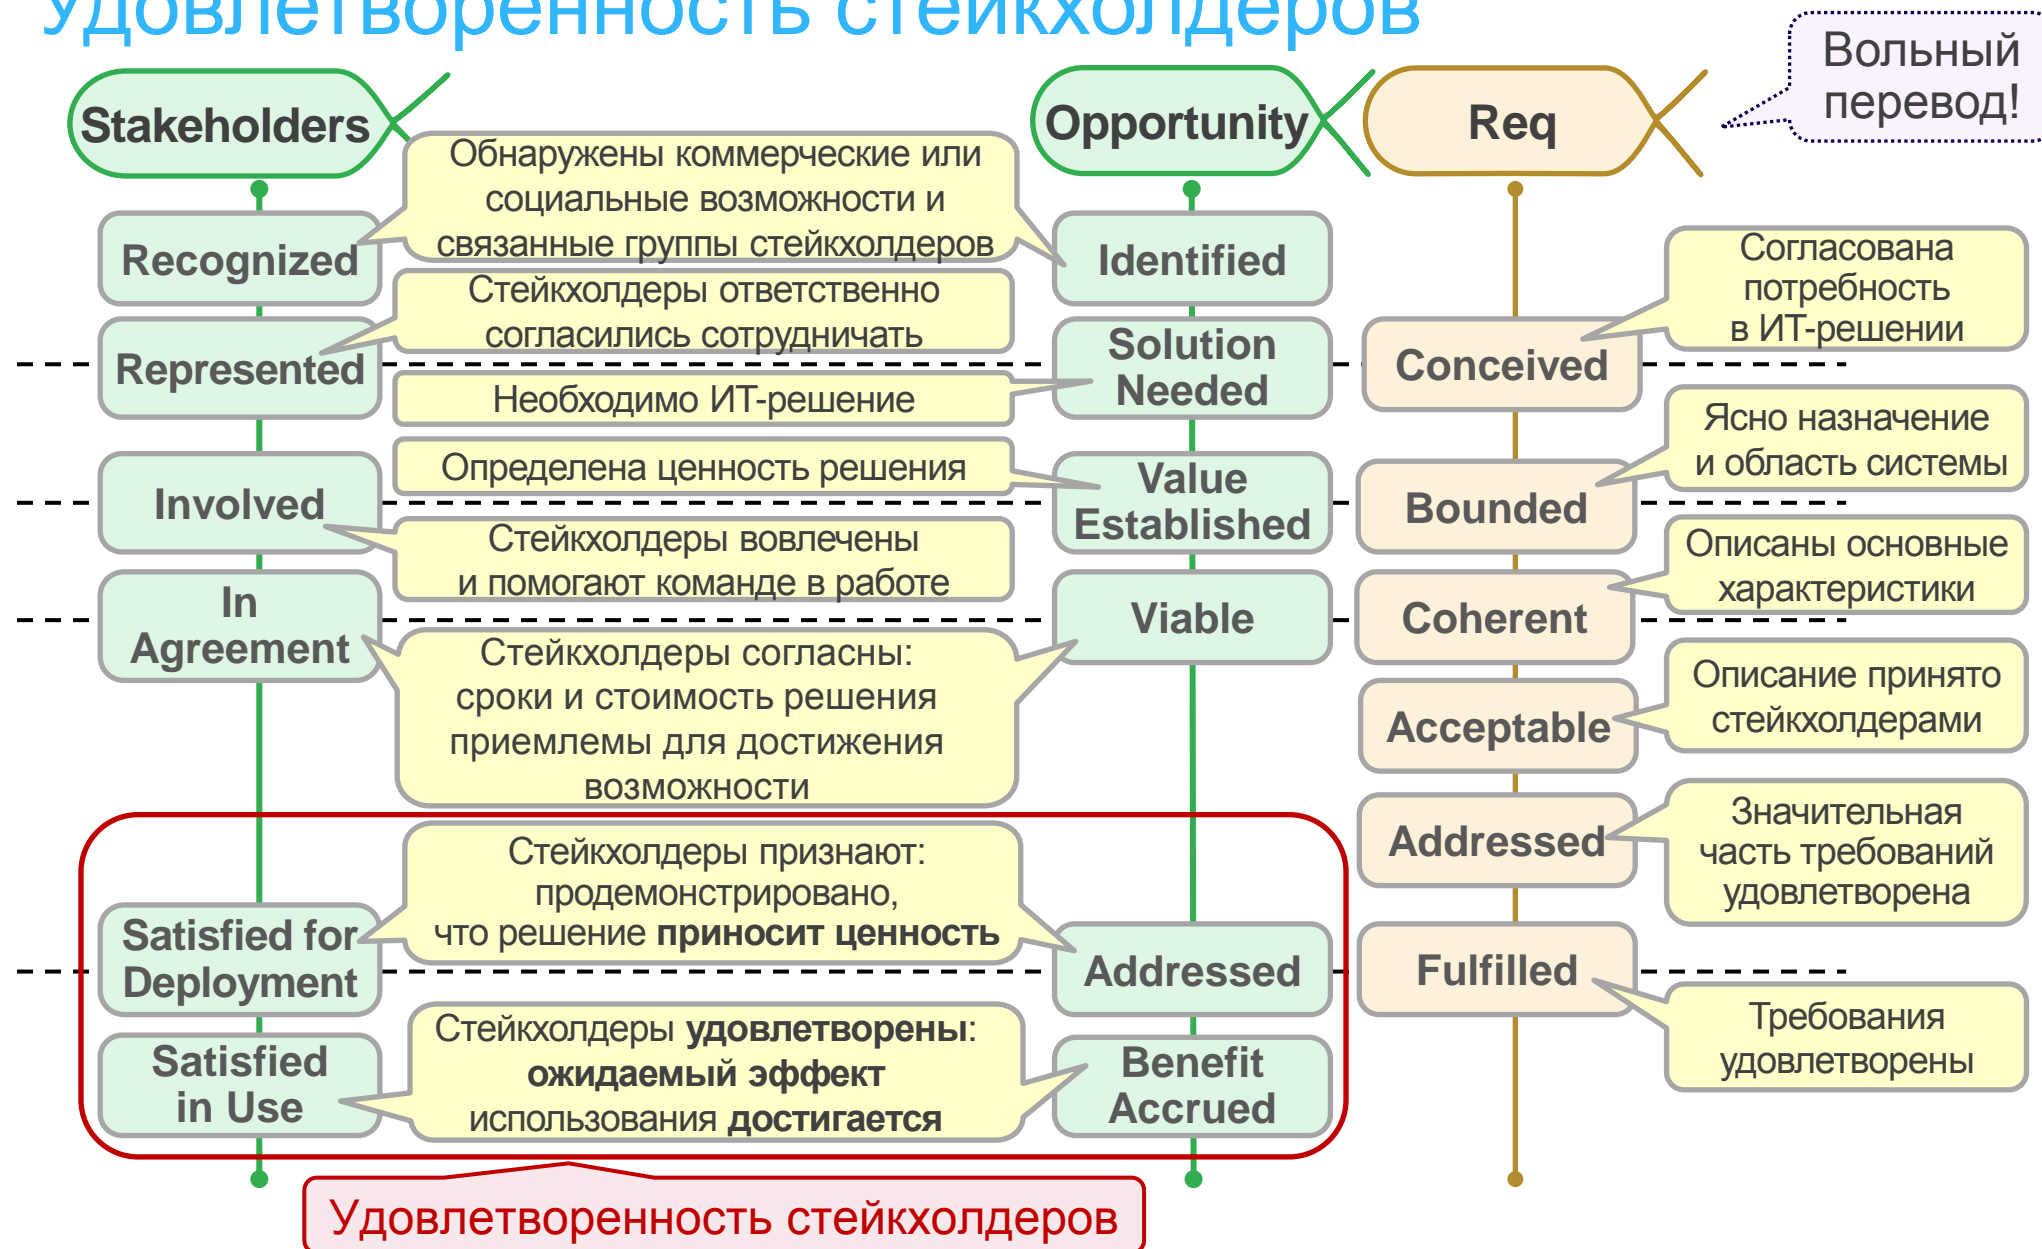 Удовлетворенность стейкхолдеров
Вольный
перевод!
Stakeholders
Opportunity
Req
Обнаружены коммерческие или
социальные возможности и
связанные группы стейкхолдеров
Recognized
Identified
Согласована
потребность
в ИТ-решении
Стейкхолдеры ответственно
согласились сотрудничать
Represented
Solution
Needed
Conceived
Необходимо ИТ-решение
Ясно назначение
и область системы
Определена ценность решения
Involved
Value
Established
Bounded
Стейкхолдеры вовлечены
и помогают команде в работе
Описаны основные
характеристики
In
Agreement
Viable
Coherent
Стейкхолдеры согласны:
сроки и стоимость решения
приемлемы для достижения
возможности
Описание принято
стейкхолдерами
Acceptable
Значительная
часть требований
удовлетворена
Addressed
Стейкхолдеры признают:
продемонстрировано,
что решение приносит ценность
Satisfied for
Deployment
Addressed
Fulfilled
Требования
удовлетворены
Стейкхолдеры удовлетворены:
ожидаемый эффект
использования достигается
Satisfied
in Use
Benefit
Accrued
Удовлетворенность стейкхолдеров